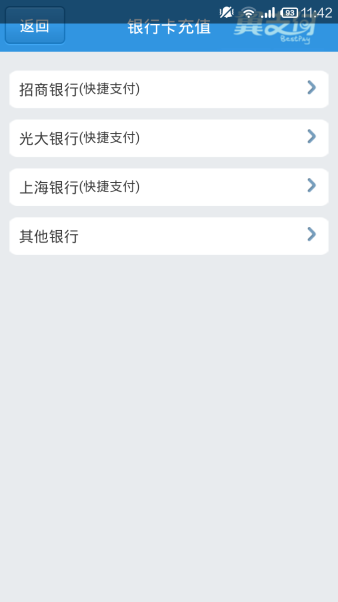 93 11:42
返回
银行卡充值
翼支付
BestPay
招商银行(快捷支付)
光大银行(快捷支付)
上海银行(快捷支付)
其他银行